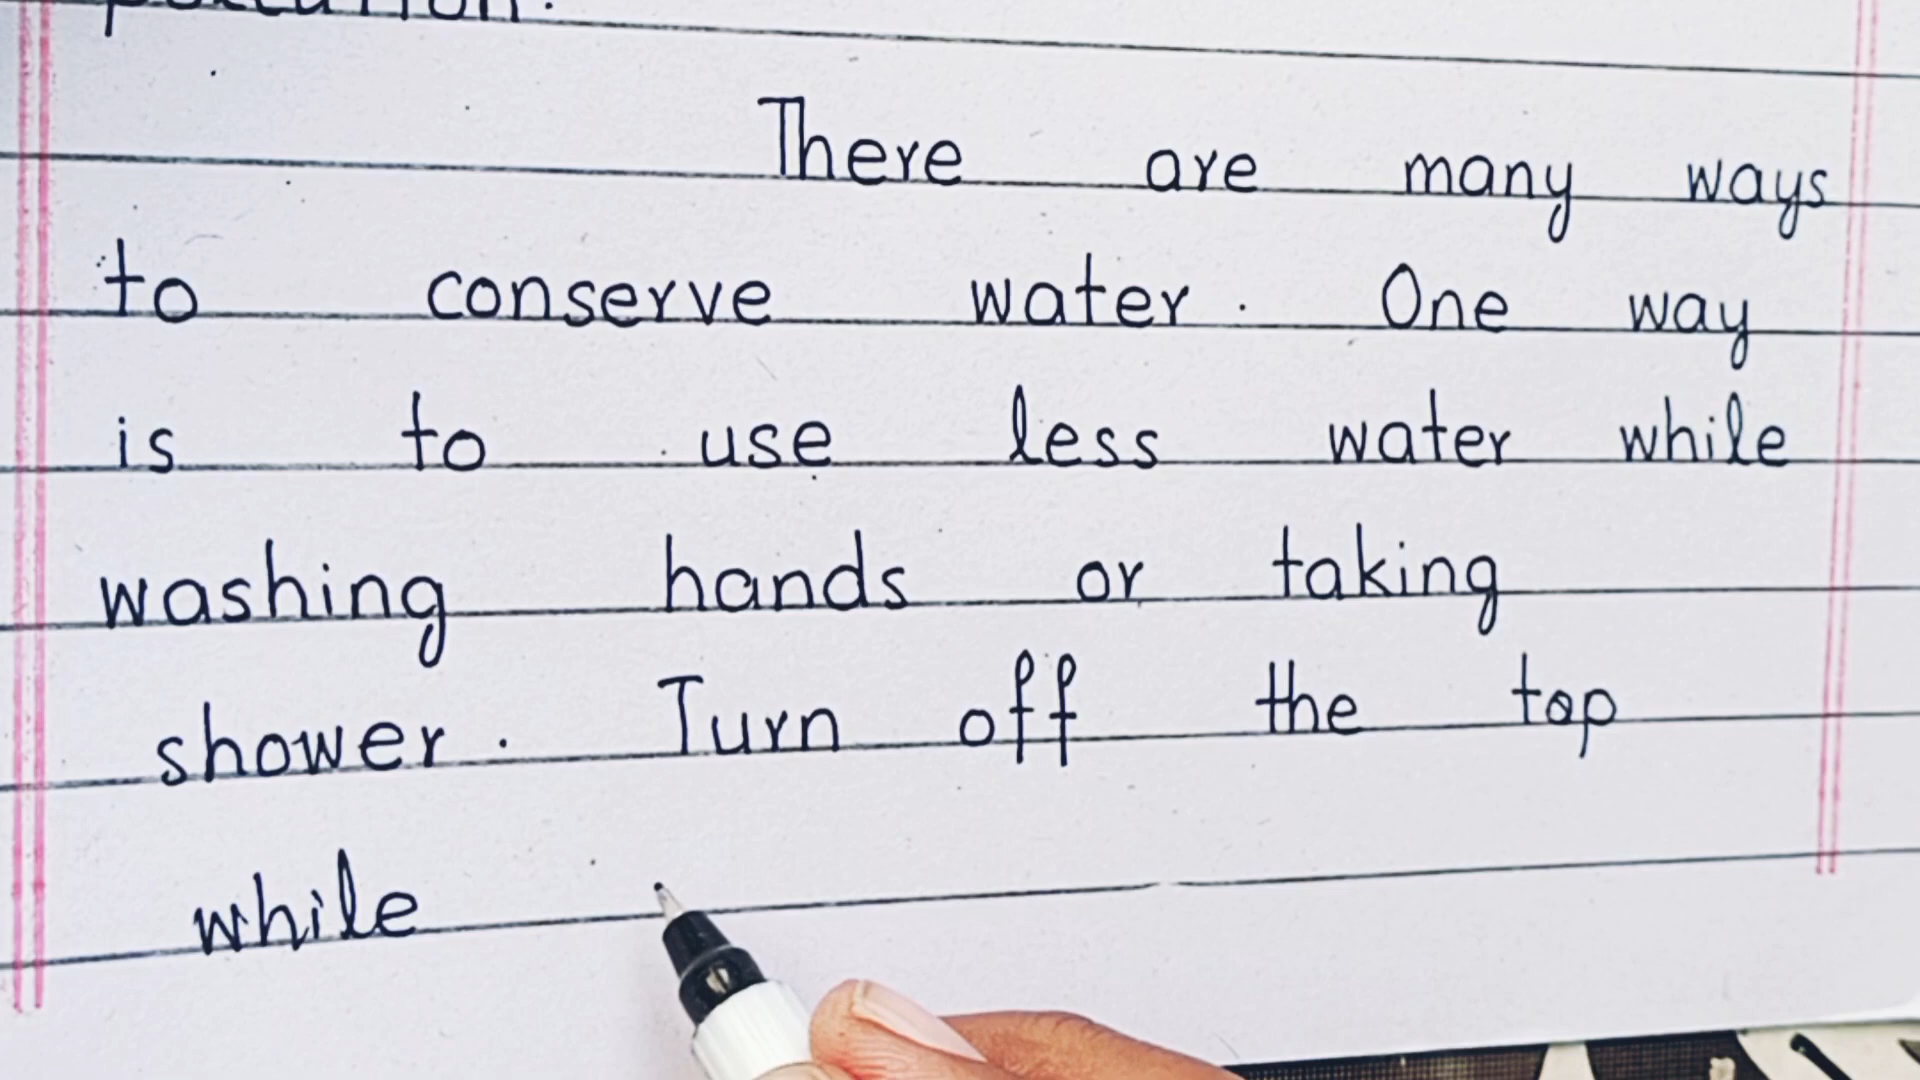 There are many ways
to conserve water. One way
is to use less water while
washing hands or taking
shower. Turn off the tap
while